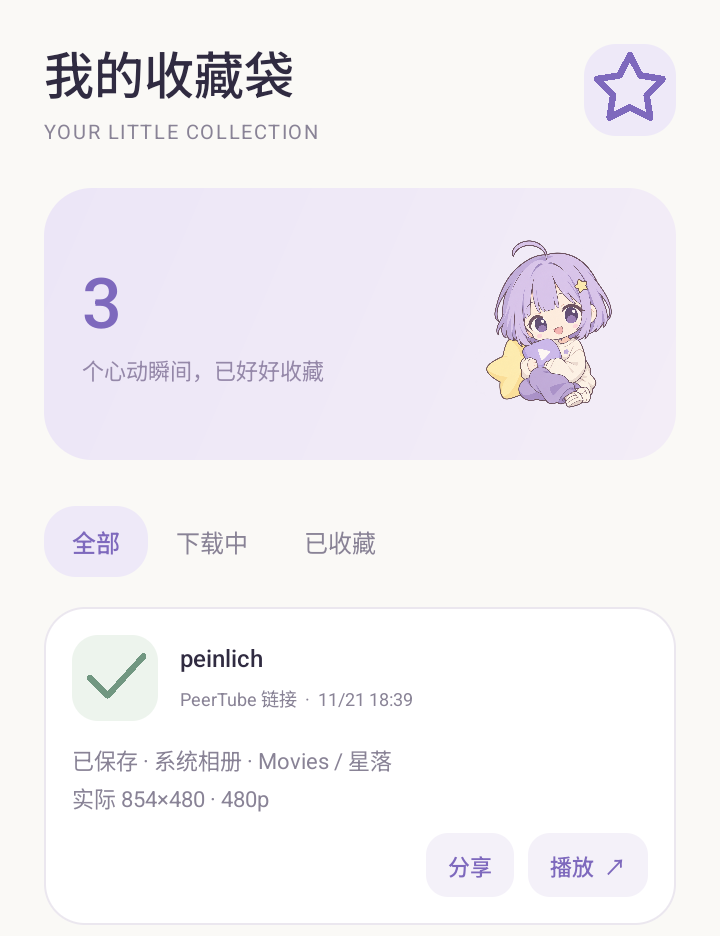 我的收藏袋
YOUR LITTLE COLLECTION
3
个心动瞬间，已好好收藏
全部 下载中 已收藏
peinlich
PeerTube 链接 · 11/21 18:39
已保存 · 系统相册 · Movies / 星落
实际 854×480 · 480p
分享 播放 ↗